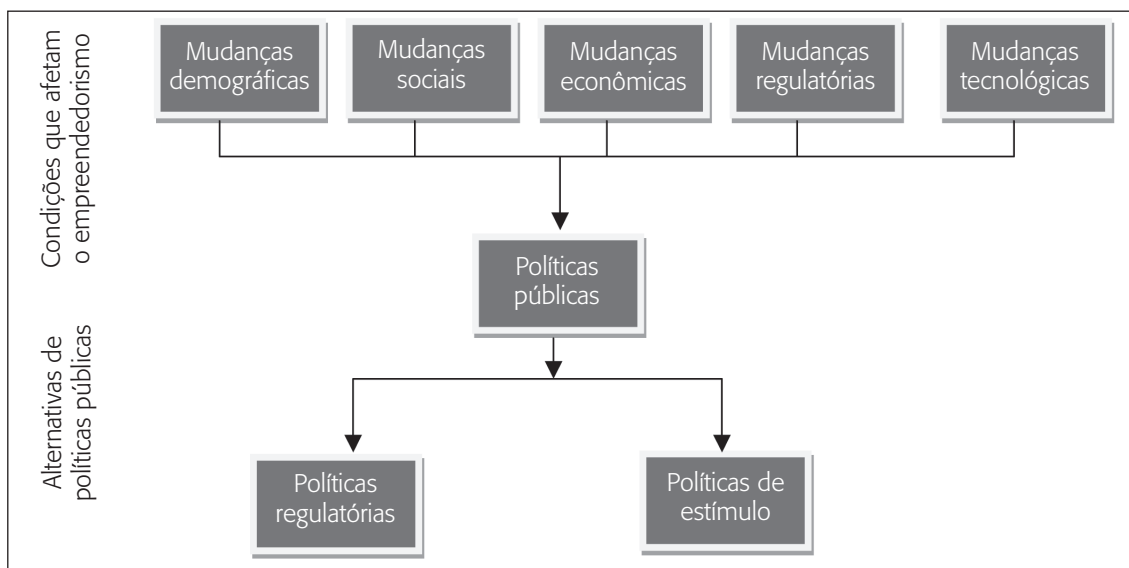 Condições que afetam
o empreendedorismo
Mudanças
demográficas
Mudanças
sociais
Mudanças
econômicas
Mudanças
regulatórias
Mudanças
tecnológicas
Políticas
públicas
Alternativas de
políticas públicas
Políticas
regulatórias
Políticas de
estímulo